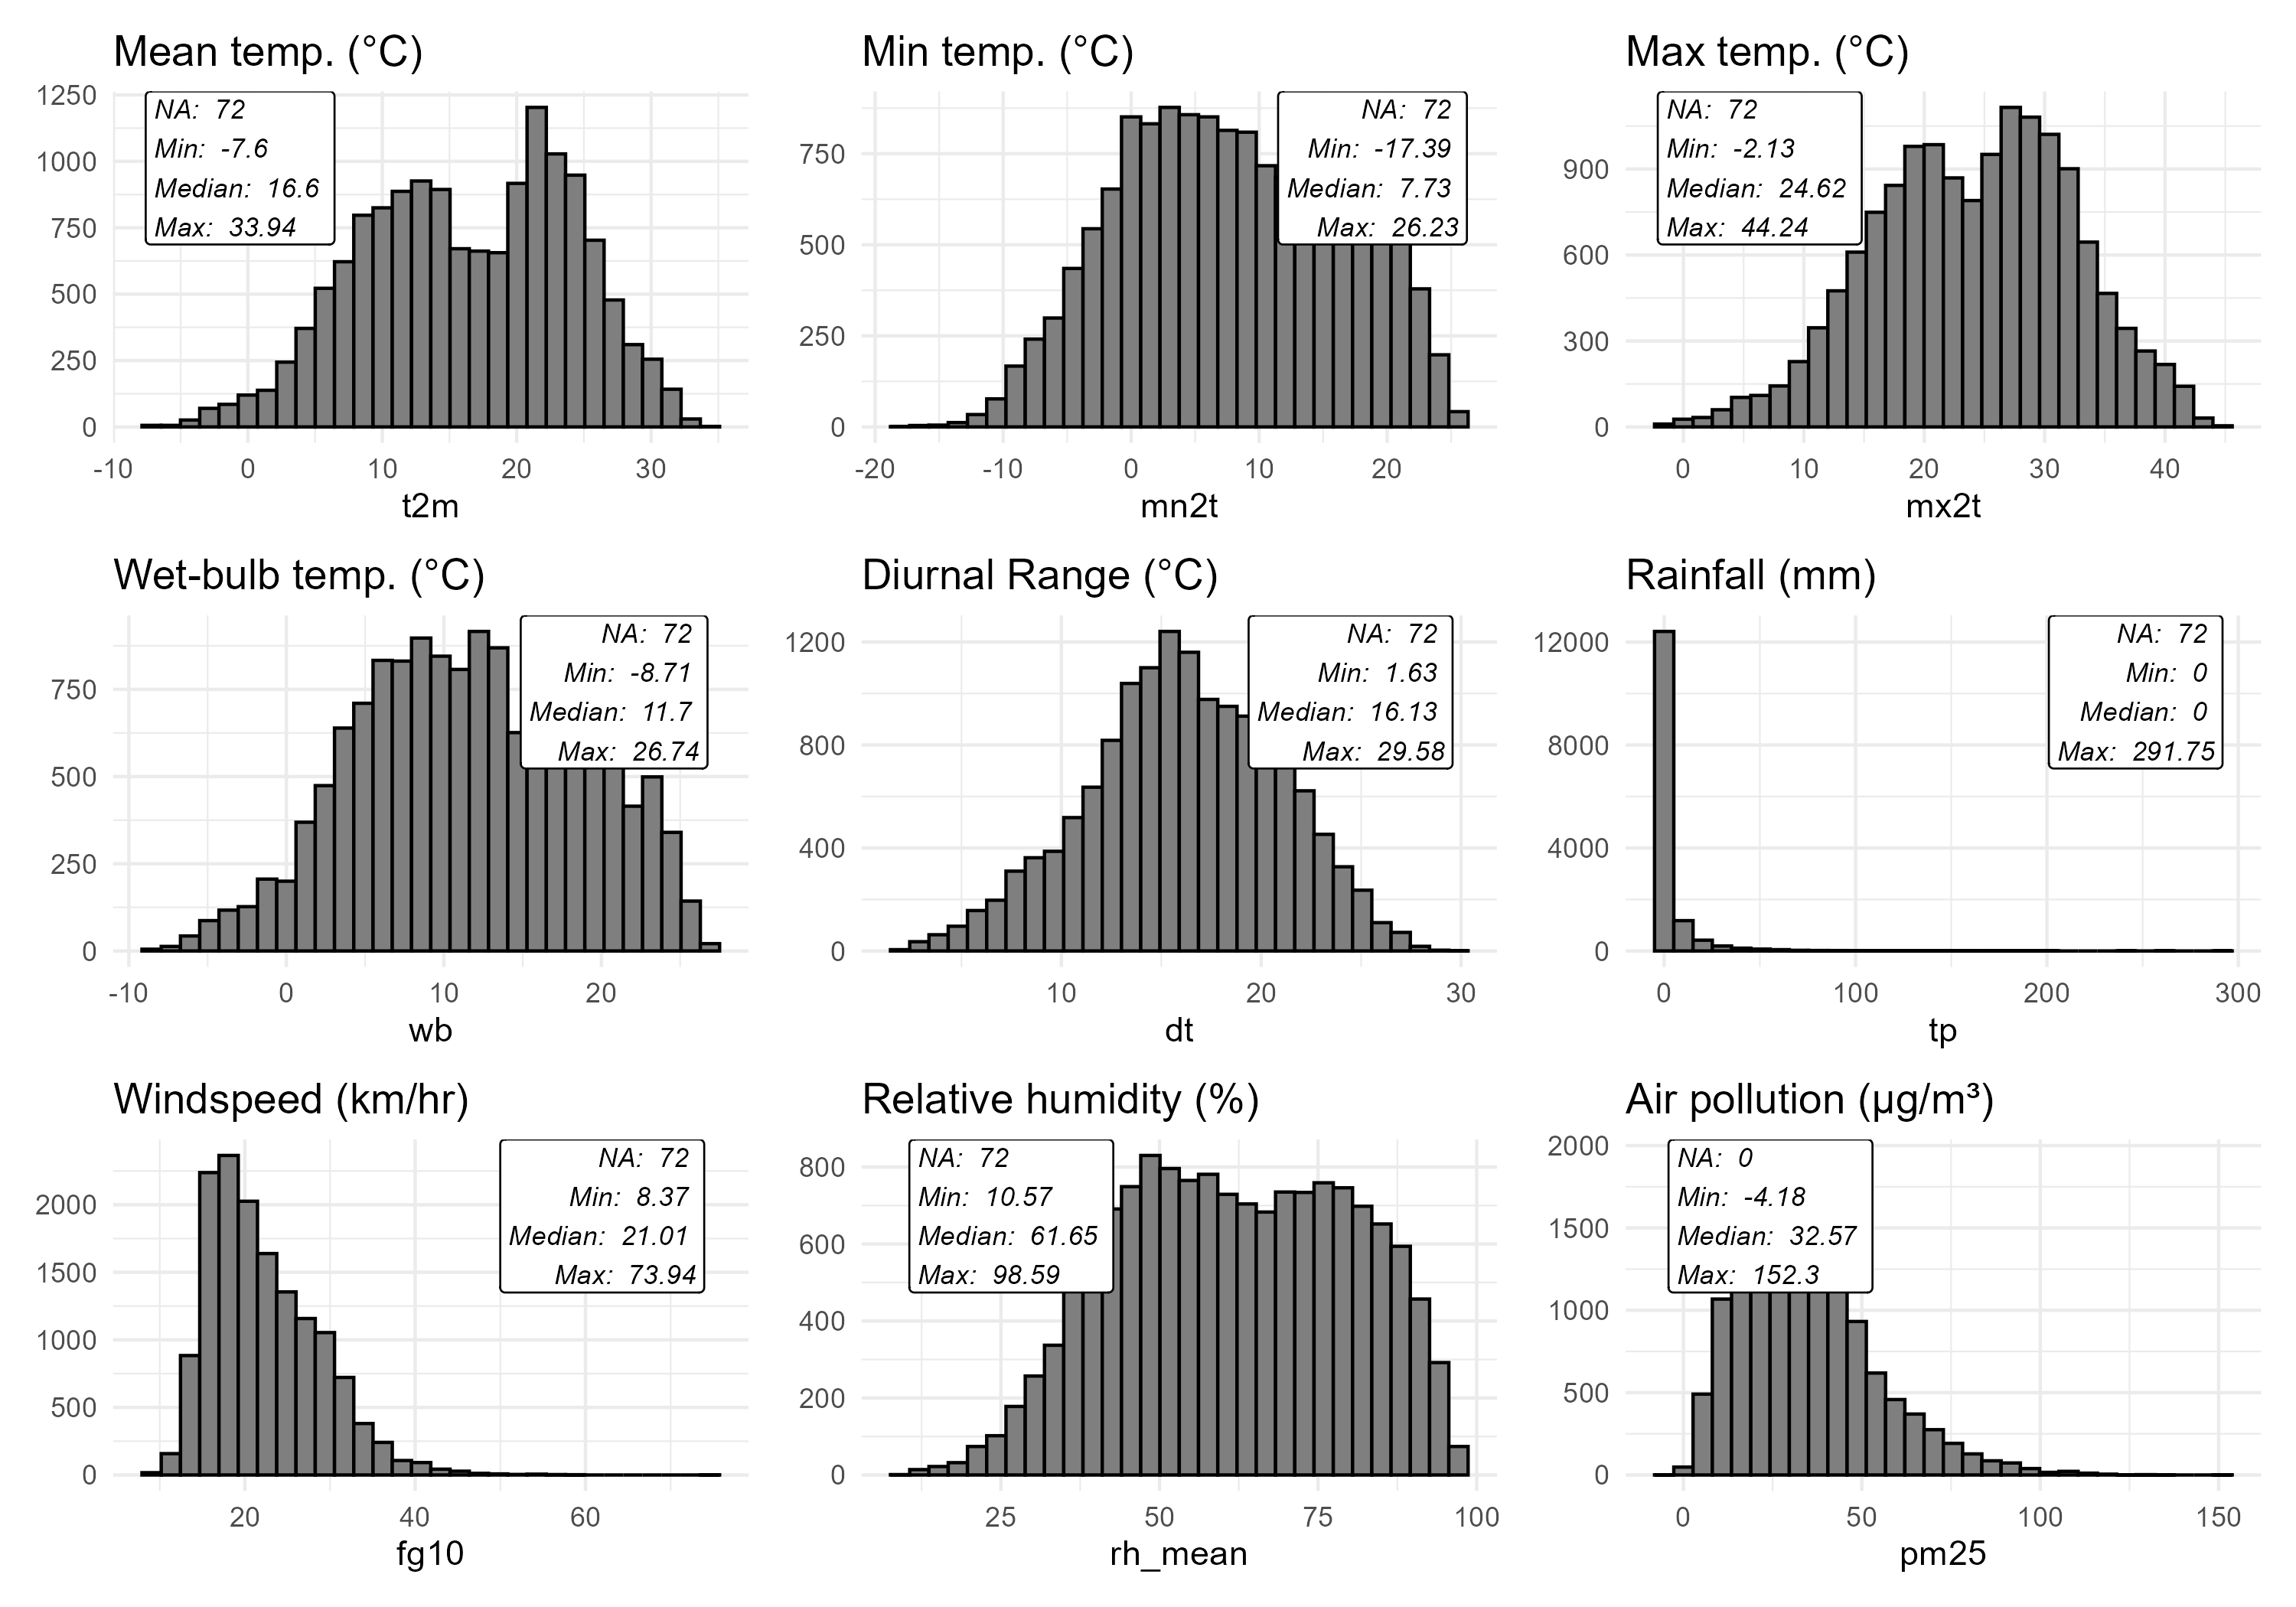 Mean temp. (°C)
1250
1000
750
500
250
0
NA: 72
Min: -7.6
Median: 16.6
Max: 33.94
-10 0 10 20 30
t2m
Min temp. (°C)
750
500
250
0
NA: 72
Min: -17.39
Median: 7.73
Max: 26.23
-20 -10 0 10 20
mn2t
Max temp. (°C)
900
600
300
0
NA: 72
Min: -2.13
Median: 24.62
Max: 44.24
0 10 20 30 40
mx2t
Wet-bulb temp. (°C)
750
500
250
0
NA: 72
Min: -8.71
Median: 11.7
Max: 26.74
-10 0 10 20
wb
Diurnal Range (°C)
1200
800
400
0
NA: 72
Min: 1.63
Median: 16.13
Max: 29.58
10 20 30
dt
Rainfall (mm)
12000
8000
4000
0
NA: 72
Min: 0
Median: 0
Max: 291.75
0 100 200 300
tp
Windspeed (km/hr)
2000
1500
1000
500
0
NA: 72
Min: 8.37
Median: 21.01
Max: 73.94
20 40 60
fg10
Relative humidity (%)
800
600
400
200
0
NA: 72
Min: 10.57
Median: 61.65
Max: 98.59
25 50 75 100
rh_mean
Air pollution (µg/m³)
2000
1500
1000
500
0
NA: 0
Min: -4.18
Median: 32.57
Max: 152.3
0 50 100 150
pm25